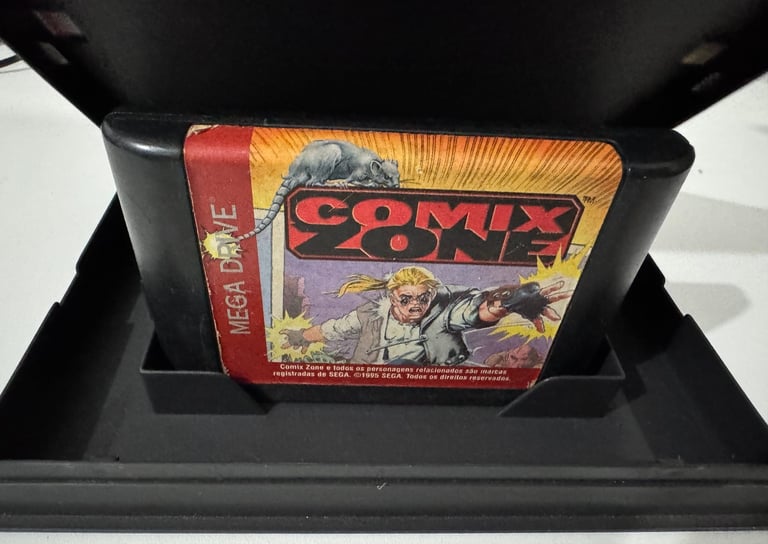 MEGA DRIVE
COMIX
ZONE
TM
Comix Zone e todos os personagens relacionados são marcas
registradas de SEGA. ©1995 SEGA. Todos os direitos reservados.